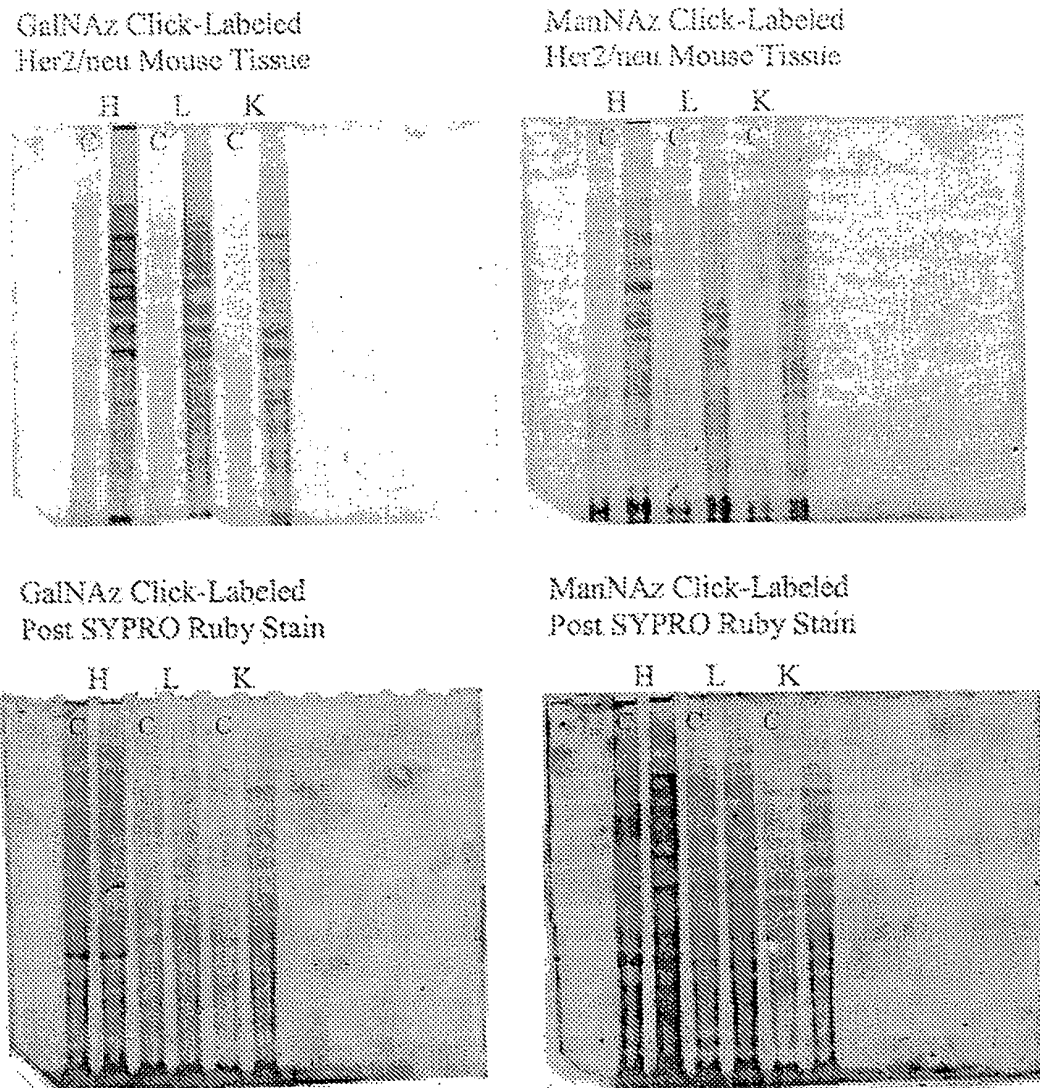 GalNAz Click-Labeled
Her2/neu Mouse Tissue
H L K
C C C
ManNAz Click-Labeled
Her2/neu Mouse Tissue
H L K
C C C
GalNAz Click-Labeled
Post SYPRO Ruby Stain
H L K
C C C
ManNAz Click-Labeled
Post SYPRO Ruby Stain
H L K
C C C